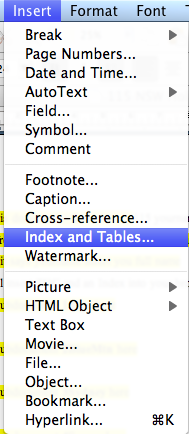 Insert Format Font
Break
Page Numbers...
Date and Time...
AutoText
Field...
Symbol...
Comment
Footnote...
Caption...
Cross-reference...
Index and Tables...
Watermark...
Picture
HTML Object
Text Box
Movie...
File...
Object...
Bookmark...
Hyperlink... ⌘K